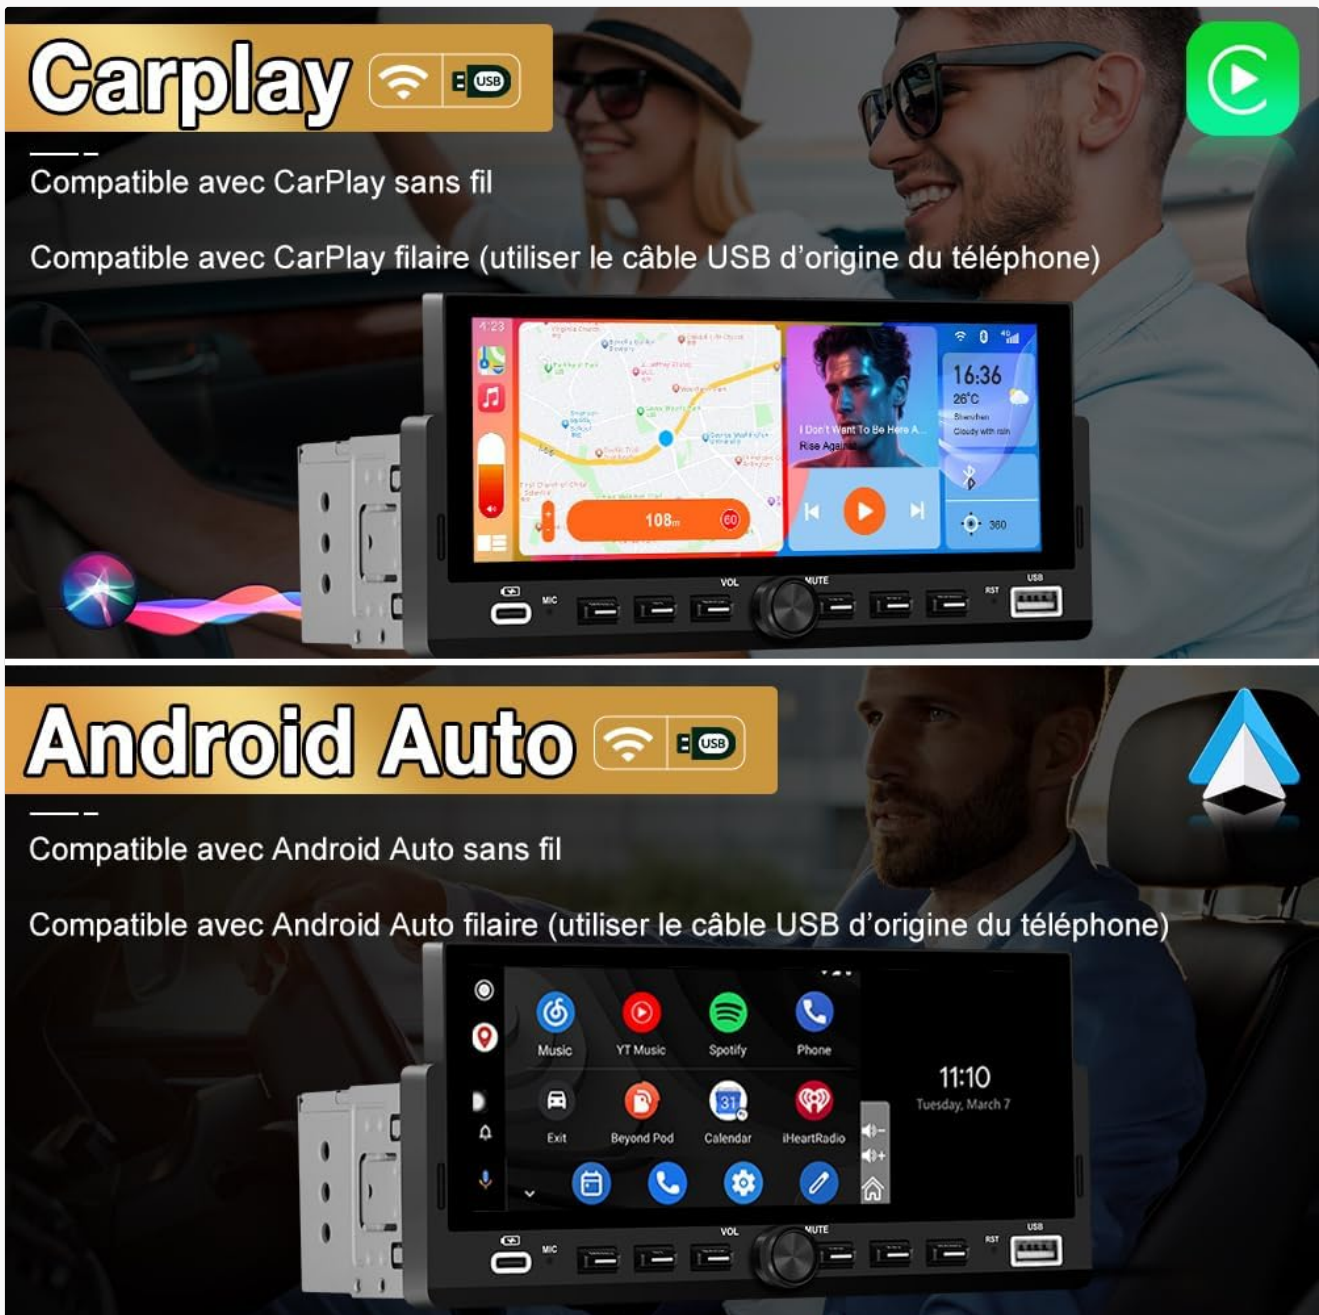 Carplay
USB
Compatible avec CarPlay sans fil
Compatible avec CarPlay filaire (utiliser le câble USB d'origine du téléphone)
4:23
16:36
26°C
Shenzhen
Cloudy with rain
I Don't Want To Be Here A...
Rise Against
108m
60
360
4G
VOL
MUTE
MIC
RST
USB
Android Auto
USB
Compatible avec Android Auto sans fil
Compatible avec Android Auto filaire (utiliser le câble USB d'origine du téléphone)
Music
YT Music
Spotify
Phone
11:10
Tuesday, March 7
31
Exit
Beyond Pod
Calendar
iHeartRadio
VOL
MUTE
MIC
RST
USB